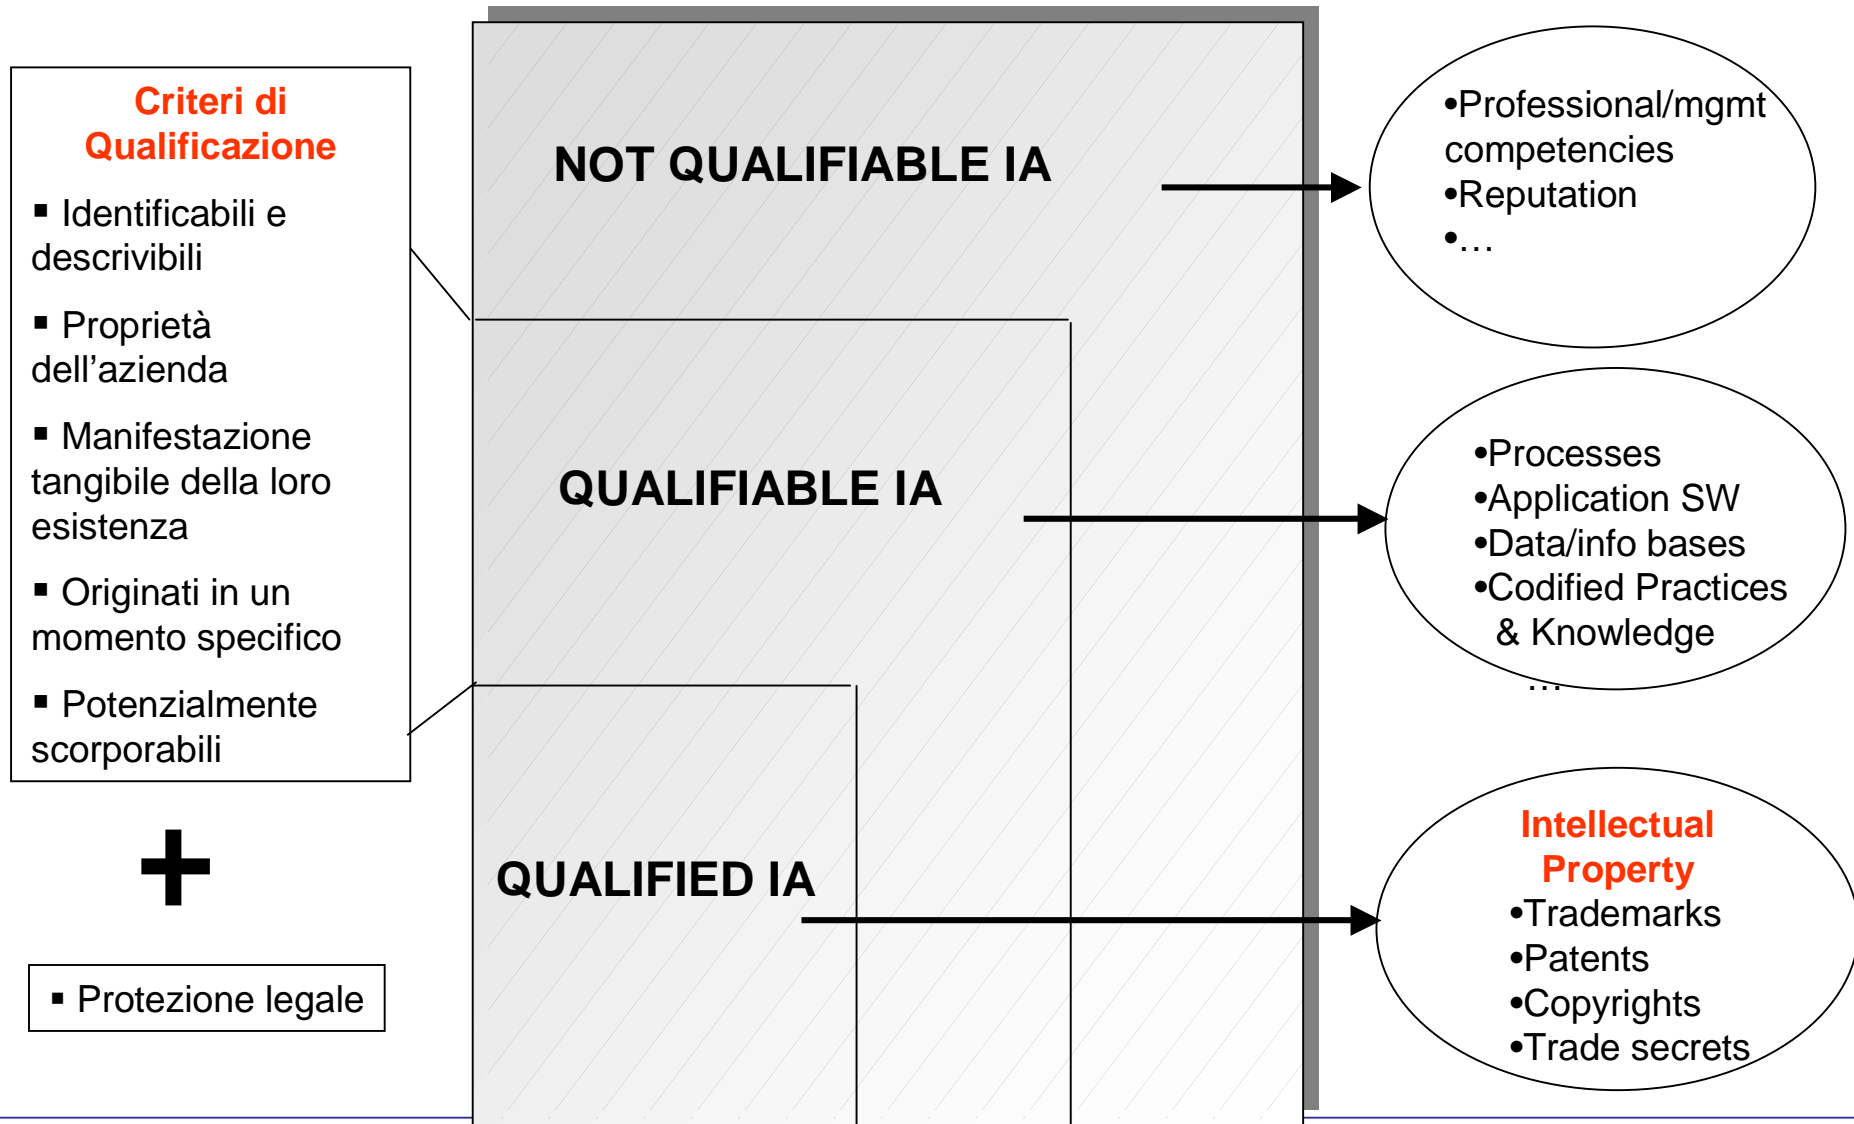 Criteri di
Qualificazione
▪ Identificabili e
descrivibili
▪ Proprietà
dell’azienda
▪ Manifestazione
tangibile della loro
esistenza
▪ Originati in un
momento specifico
▪ Potenzialmente
scorporabili
+
▪ Protezione legale
NOT QUALIFIABLE IA
QUALIFIABLE IA
QUALIFIED IA
•Professional/mgmt
competencies
•Reputation
•…
•Processes
•Application SW
•Data/info bases
•Codified Practices
& Knowledge
…
Intellectual
Property
•Trademarks
•Patents
•Copyrights
•Trade secrets